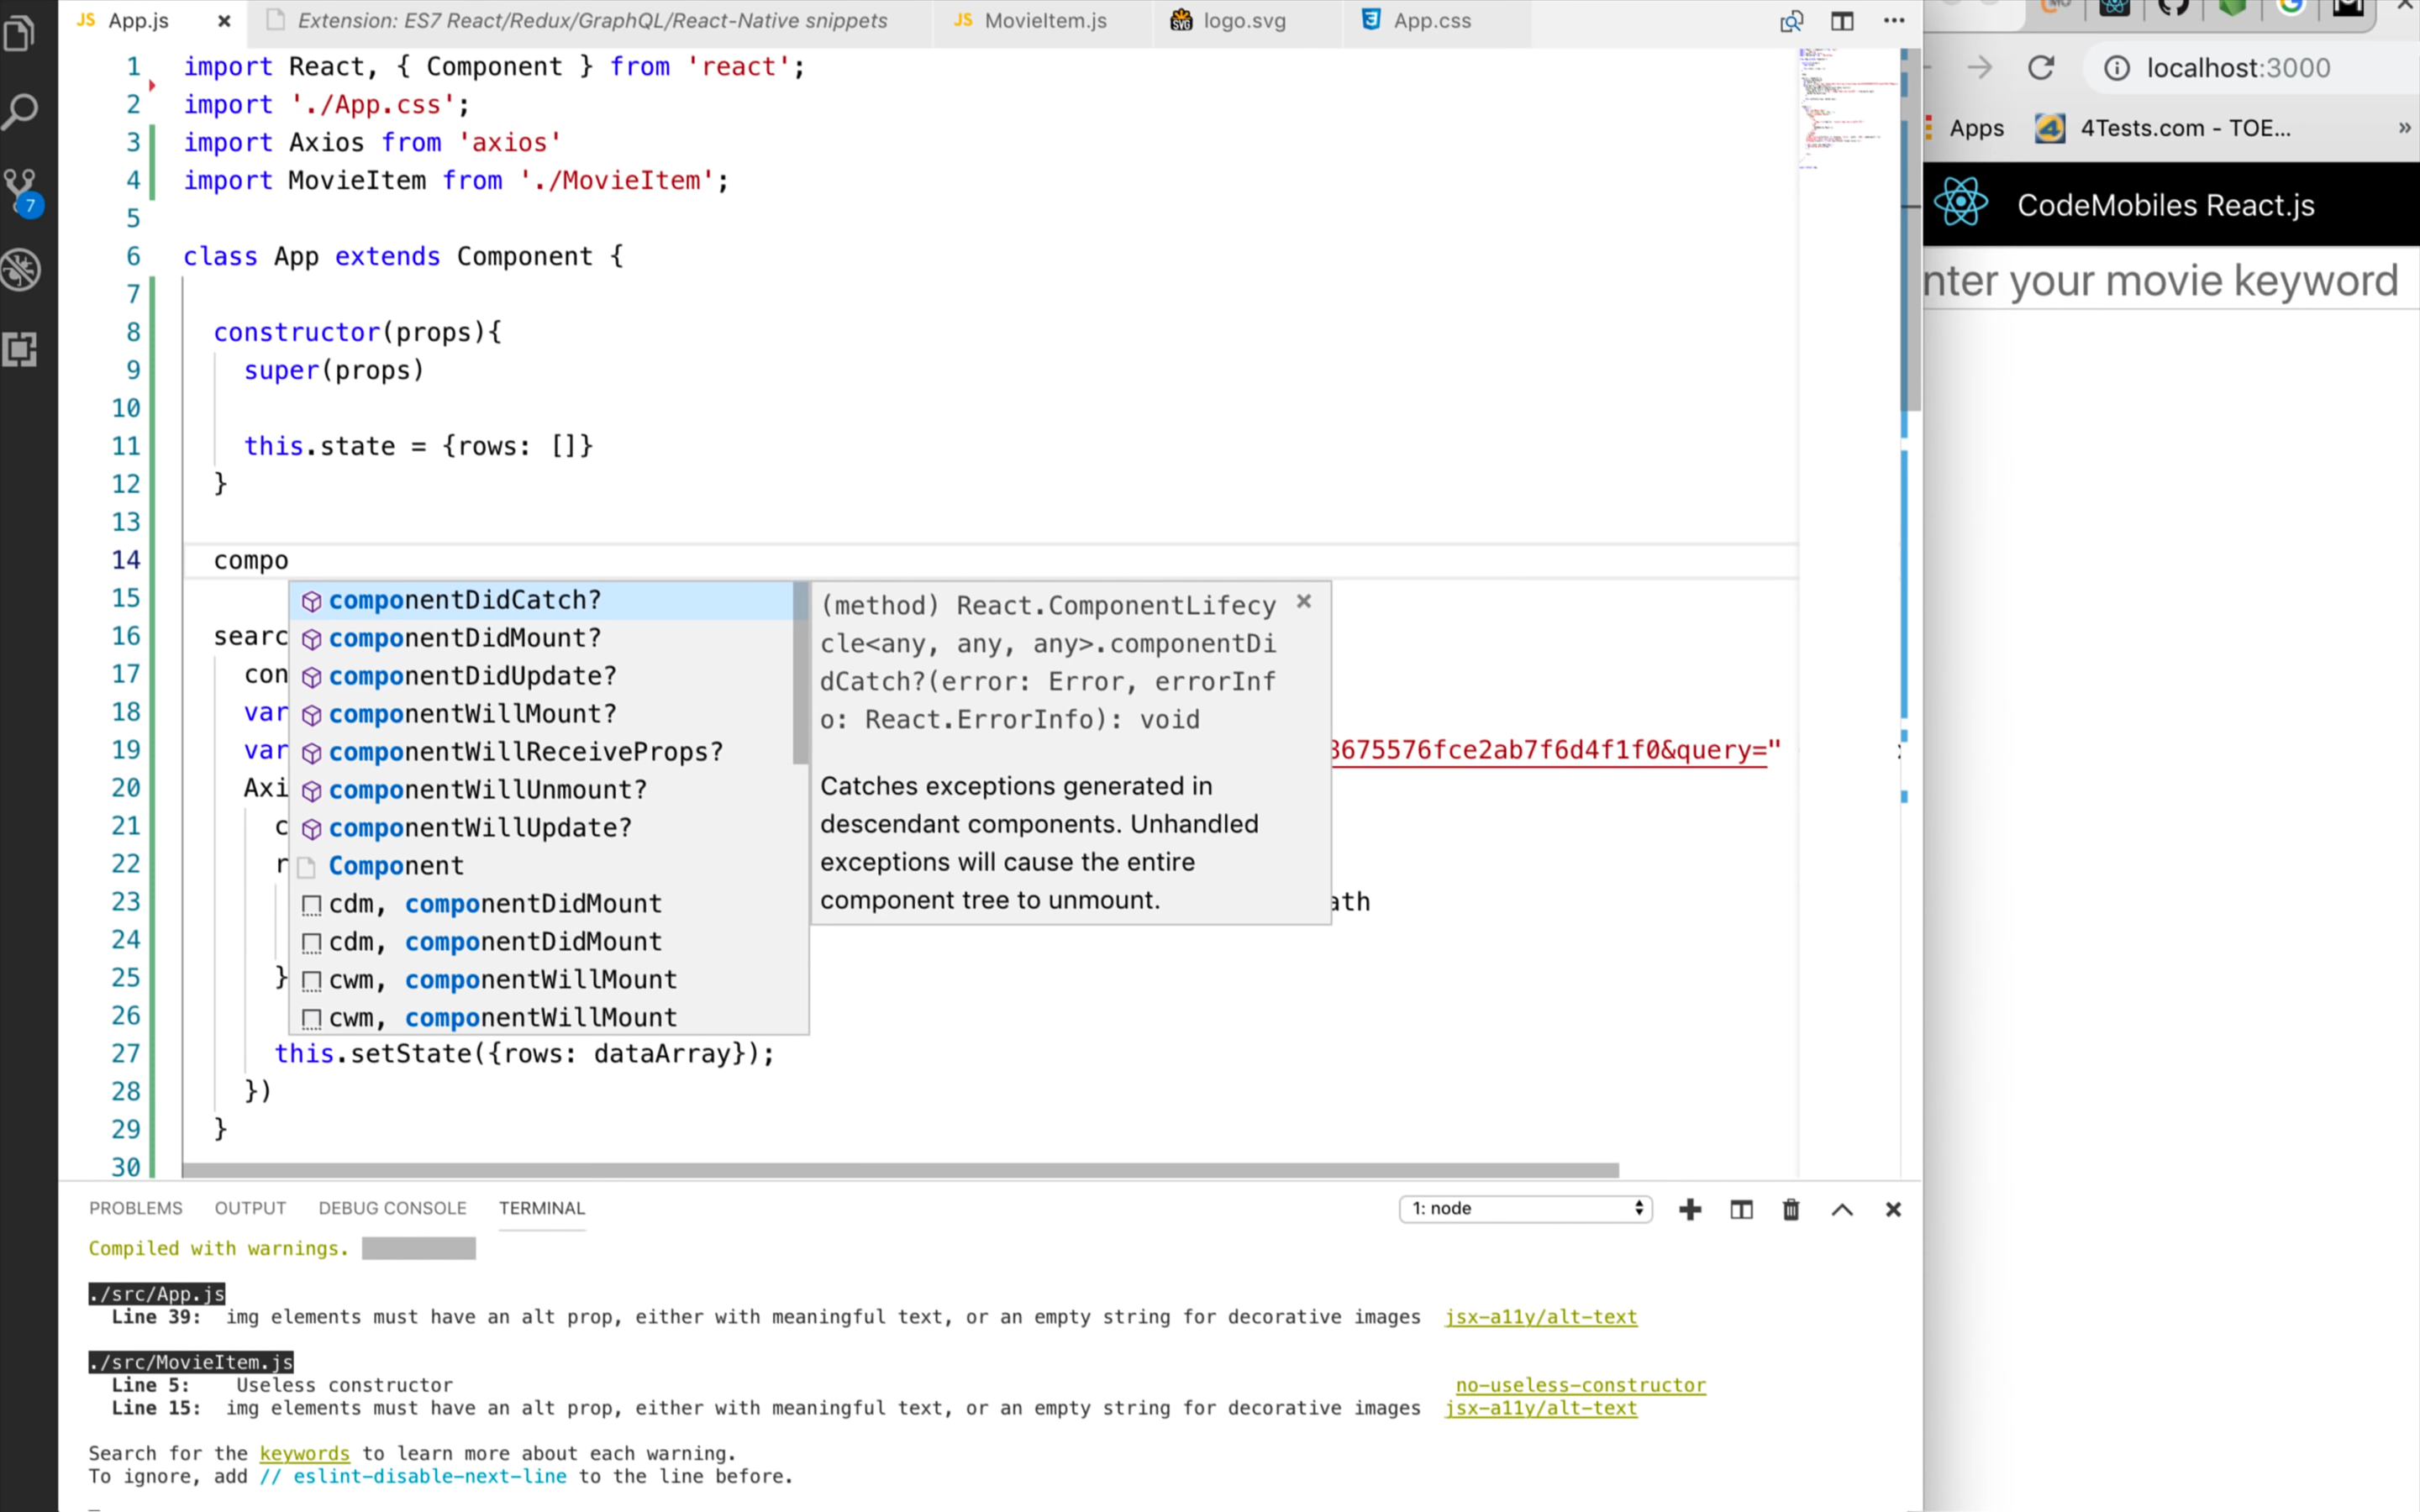 JS App.js × Extension: ES7 React/Redux/GraphQL/React-Native snippets JS MovieItem.js SVG logo.svg 3 App.css ...
1 import React, { Component } from 'react';
2 import './App.css';
3 import Axios from 'axios'
4 import MovieItem from './MovieItem';
5
6 class App extends Component {
7
8 constructor(props){
9 super(props)
10
11 this.state = {rows: []}
12 }
13
14 compo
15
16 searc
17 con
18 var
19 var 8675576fce2ab7f6d4f1f0&query="
20 Axi
21 c
22 r
23 ath
24
25 }
26
27 this.setState({rows: dataArray});
28 })
29 }
30
7
componentDidCatch?
componentDidMount?
componentDidUpdate?
componentWillMount?
componentWillReceiveProps?
componentWillUnmount?
componentWillUpdate?
Component
cdm, componentDidMount
cdm, componentDidMount
cwm, componentWillMount
cwm, componentWillMount
(method) React.ComponentLifecy ×
cle<any, any, any>.componentDi
dCatch?(error: Error, errorInf
o: React.ErrorInfo): void
Catches exceptions generated in
descendant components. Unhandled
exceptions will cause the entire
component tree to unmount.
PROBLEMS OUTPUT DEBUG CONSOLE TERMINAL 1: node
Compiled with warnings.
./src/App.js
Line 39: img elements must have an alt prop, either with meaningful text, or an empty string for decorative images jsx-a11y/alt-text
./src/MovieItem.js
Line 5: Useless constructor no-useless-constructor
Line 15: img elements must have an alt prop, either with meaningful text, or an empty string for decorative images jsx-a11y/alt-text
Search for the keywords to learn more about each warning.
To ignore, add // eslint-disable-next-line to the line before.
localhost:3000
Apps 4 4Tests.com - TOE... »
CodeMobiles React.js
nter your movie keyword